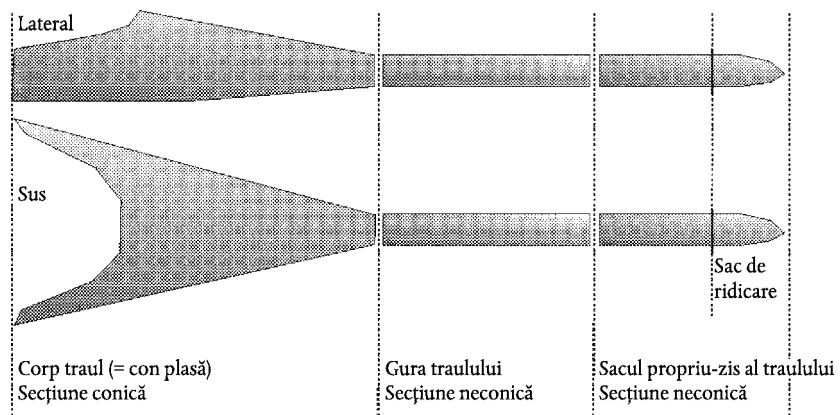 Lateral
Sus
Sac de
ridicare
Corp traul (= con plasă)
Secțiune conică
Gura traulului
Secțiune neconică
Sacul propriu-zis al traulului
Secțiune neconică